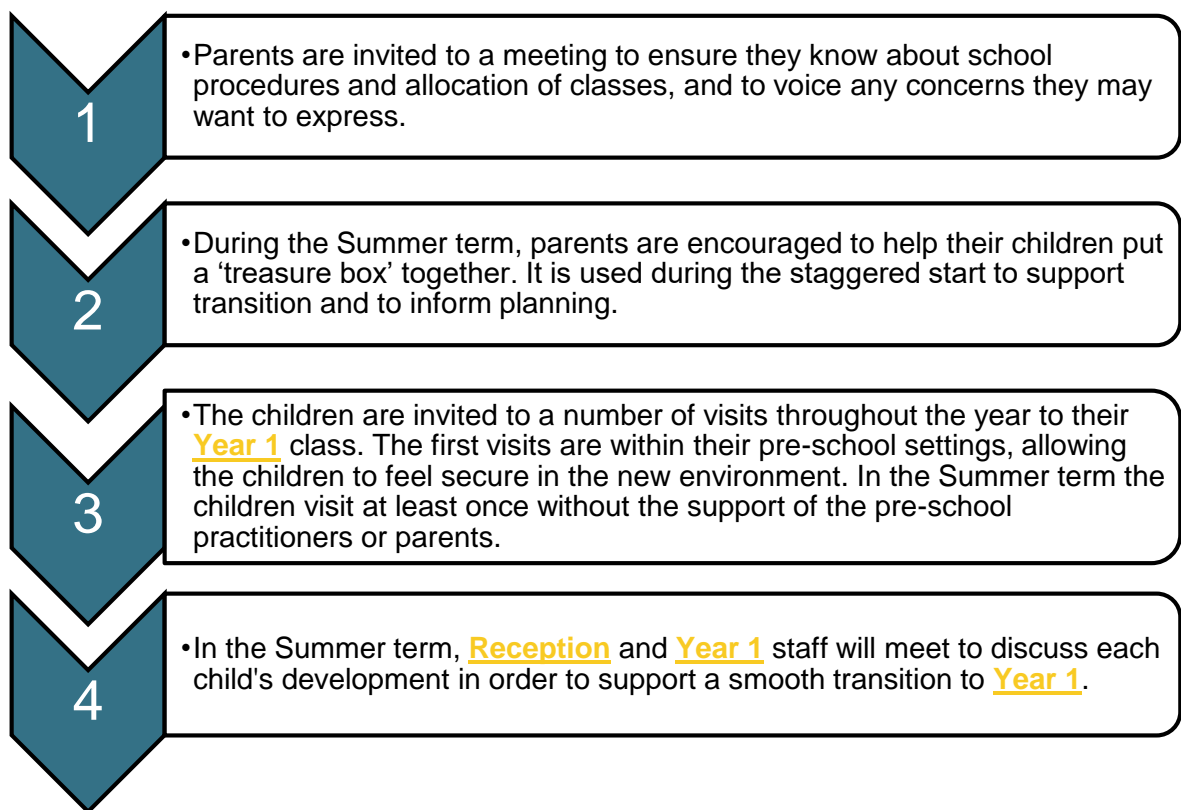 1
•Parents are invited to a meeting to ensure they know about school
procedures and allocation of classes, and to voice any concerns they may
want to express.
2
•During the Summer term, parents are encouraged to help their children put
a ‘treasure box’ together. It is used during the staggered start to support
transition and to inform planning.
3
•The children are invited to a number of visits throughout the year to their
Year 1 class. The first visits are within their pre-school settings, allowing
the children to feel secure in the new environment. In the Summer term the
children visit at least once without the support of the pre-school
practitioners or parents.
4
•In the Summer term, Reception and Year 1 staff will meet to discuss each
child's development in order to support a smooth transition to Year 1.